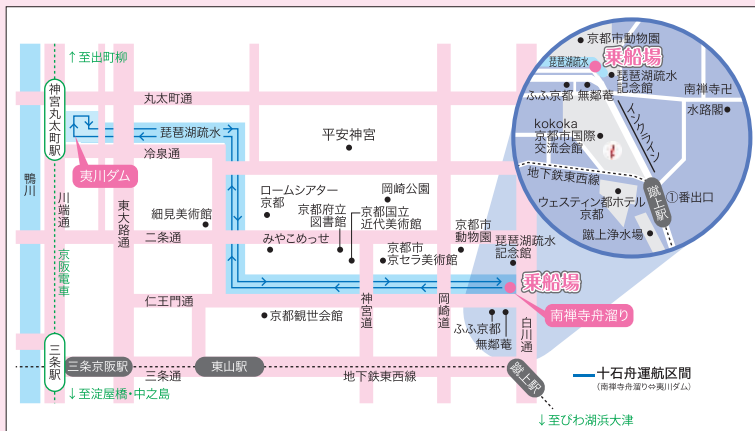 ↑至出町柳
神宮丸太町駅
丸太町通
琵琶湖疏水
冷泉通
夷川ダム
平安神宮
鴨川
川端通
東大路通
細見美術館
ロームシアター
京都
京都府立
図書館
京都国立
近代美術館
岡崎公園
二条通
みやこめっせ
京都市
京セラ美術館
京都市
動物園
琵琶湖疏水
記念館
京阪電車
仁王門通
京都観世会館
神宮道
岡崎道
白川通
乗船場
南禅寺舟溜り
ふふ京都
無鄰菴
三条駅
三条京阪駅
三条通
東山駅
地下鉄東西線
蹴上駅
↓至淀屋橋・中之島
↓至びわ湖浜大津
十石舟運航区間
(南禅寺舟溜り⇔夷川ダム)
京都市動物園
乗船場
琵琶湖疏水
琵琶湖疏水
記念館
ふふ京都
無鄰菴
南禅寺卍
水路閣
インクライン
kokoka
京都市国際
交流会館
地下鉄東西線
蹴上駅
①番出口
ウェスティン都ホテル
京都
蹴上浄水場